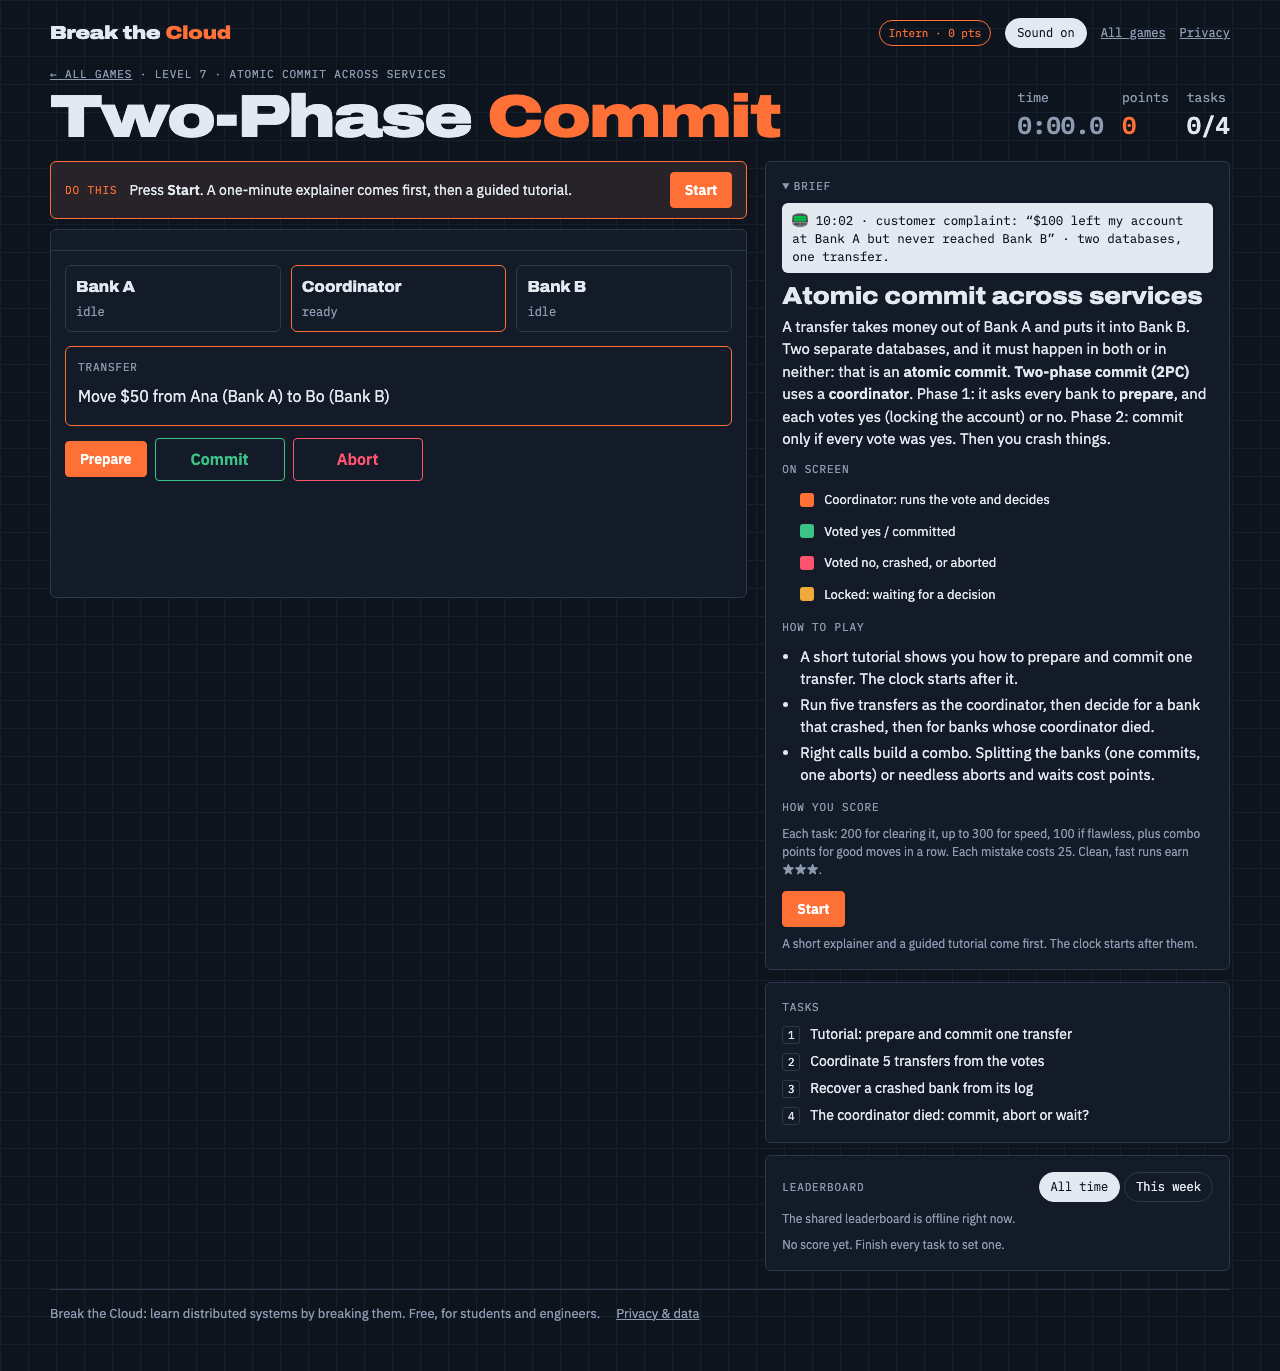 Break the Cloud
Intern · 0 pts
Sound on
All games
Privacy
← ALL GAMES · LEVEL 7 · ATOMIC COMMIT ACROSS SERVICES
Two-Phase Commit
time
0:00.0
points
0
tasks
0/4
DO THIS Press Start. A one-minute explainer comes first, then a guided tutorial.
Start
Bank A
idle
Coordinator
ready
Bank B
idle
TRANSFER
Move $50 from Ana (Bank A) to Bo (Bank B)
Prepare
Commit
Abort
▼ BRIEF
10:02 · customer complaint: “$100 left my account
at Bank A but never reached Bank B” · two databases,
one transfer.
Atomic commit across services
A transfer takes money out of Bank A and puts it into Bank B.
Two separate databases, and it must happen in both or in
neither: that is an atomic commit. Two-phase commit (2PC)
uses a coordinator. Phase 1: it asks every bank to prepare, and
each votes yes (locking the account) or no. Phase 2: commit
only if every vote was yes. Then you crash things.
ON SCREEN
Coordinator: runs the vote and decides
Voted yes / committed
Voted no, crashed, or aborted
Locked: waiting for a decision
HOW TO PLAY
• A short tutorial shows you how to prepare and commit one
transfer. The clock starts after it.
• Run five transfers as the coordinator, then decide for a bank
that crashed, then for banks whose coordinator died.
• Right calls build a combo. Splitting the banks (one commits,
one aborts) or needless aborts and waits cost points.
HOW YOU SCORE
Each task: 200 for clearing it, up to 300 for speed, 100 if flawless, plus combo
points for good moves in a row. Each mistake costs 25. Clean, fast runs earn
★★★.
Start
A short explainer and a guided tutorial come first. The clock starts after them.
TASKS
1 Tutorial: prepare and commit one transfer
2 Coordinate 5 transfers from the votes
3 Recover a crashed bank from its log
4 The coordinator died: commit, abort or wait?
LEADERBOARD
All time
This week
The shared leaderboard is offline right now.
No score yet. Finish every task to set one.
Break the Cloud: learn distributed systems by breaking them. Free, for students and engineers.
Privacy & data